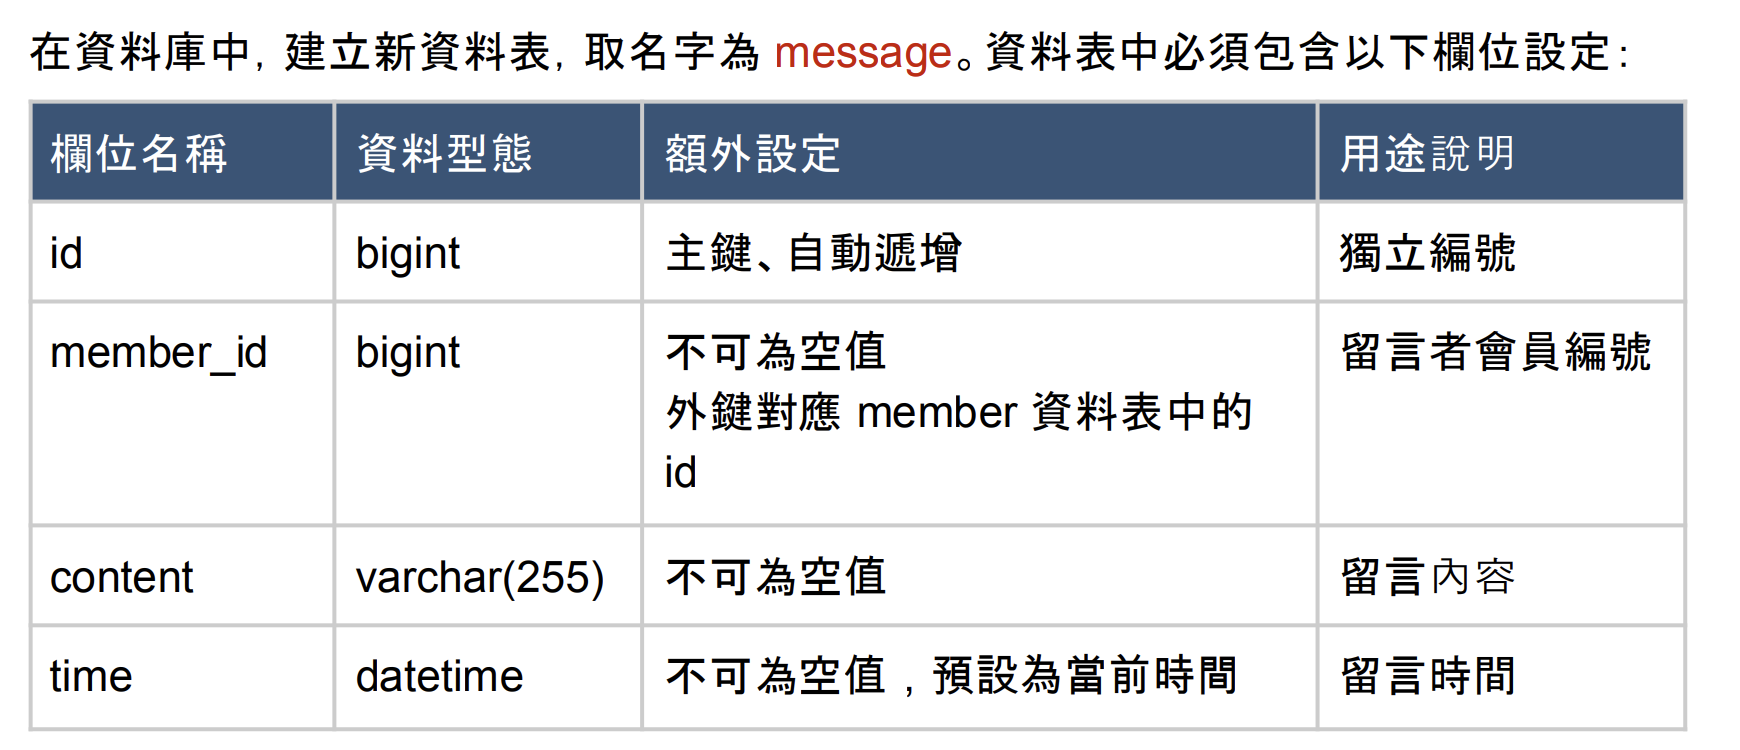 在資料庫中，建立新資料表，取名字為 message。資料表中必須包含以下欄位設定：
欄位名稱 資料型態 額外設定 用途說明
id bigint 主鍵、自動遞增 獨立編號
member_id bigint 不可為空值 留言者會員編號
外鍵對應 member 資料表中的
id
content varchar(255) 不可為空值 留言內容
time datetime 不可為空值，預設為當前時間 留言時間